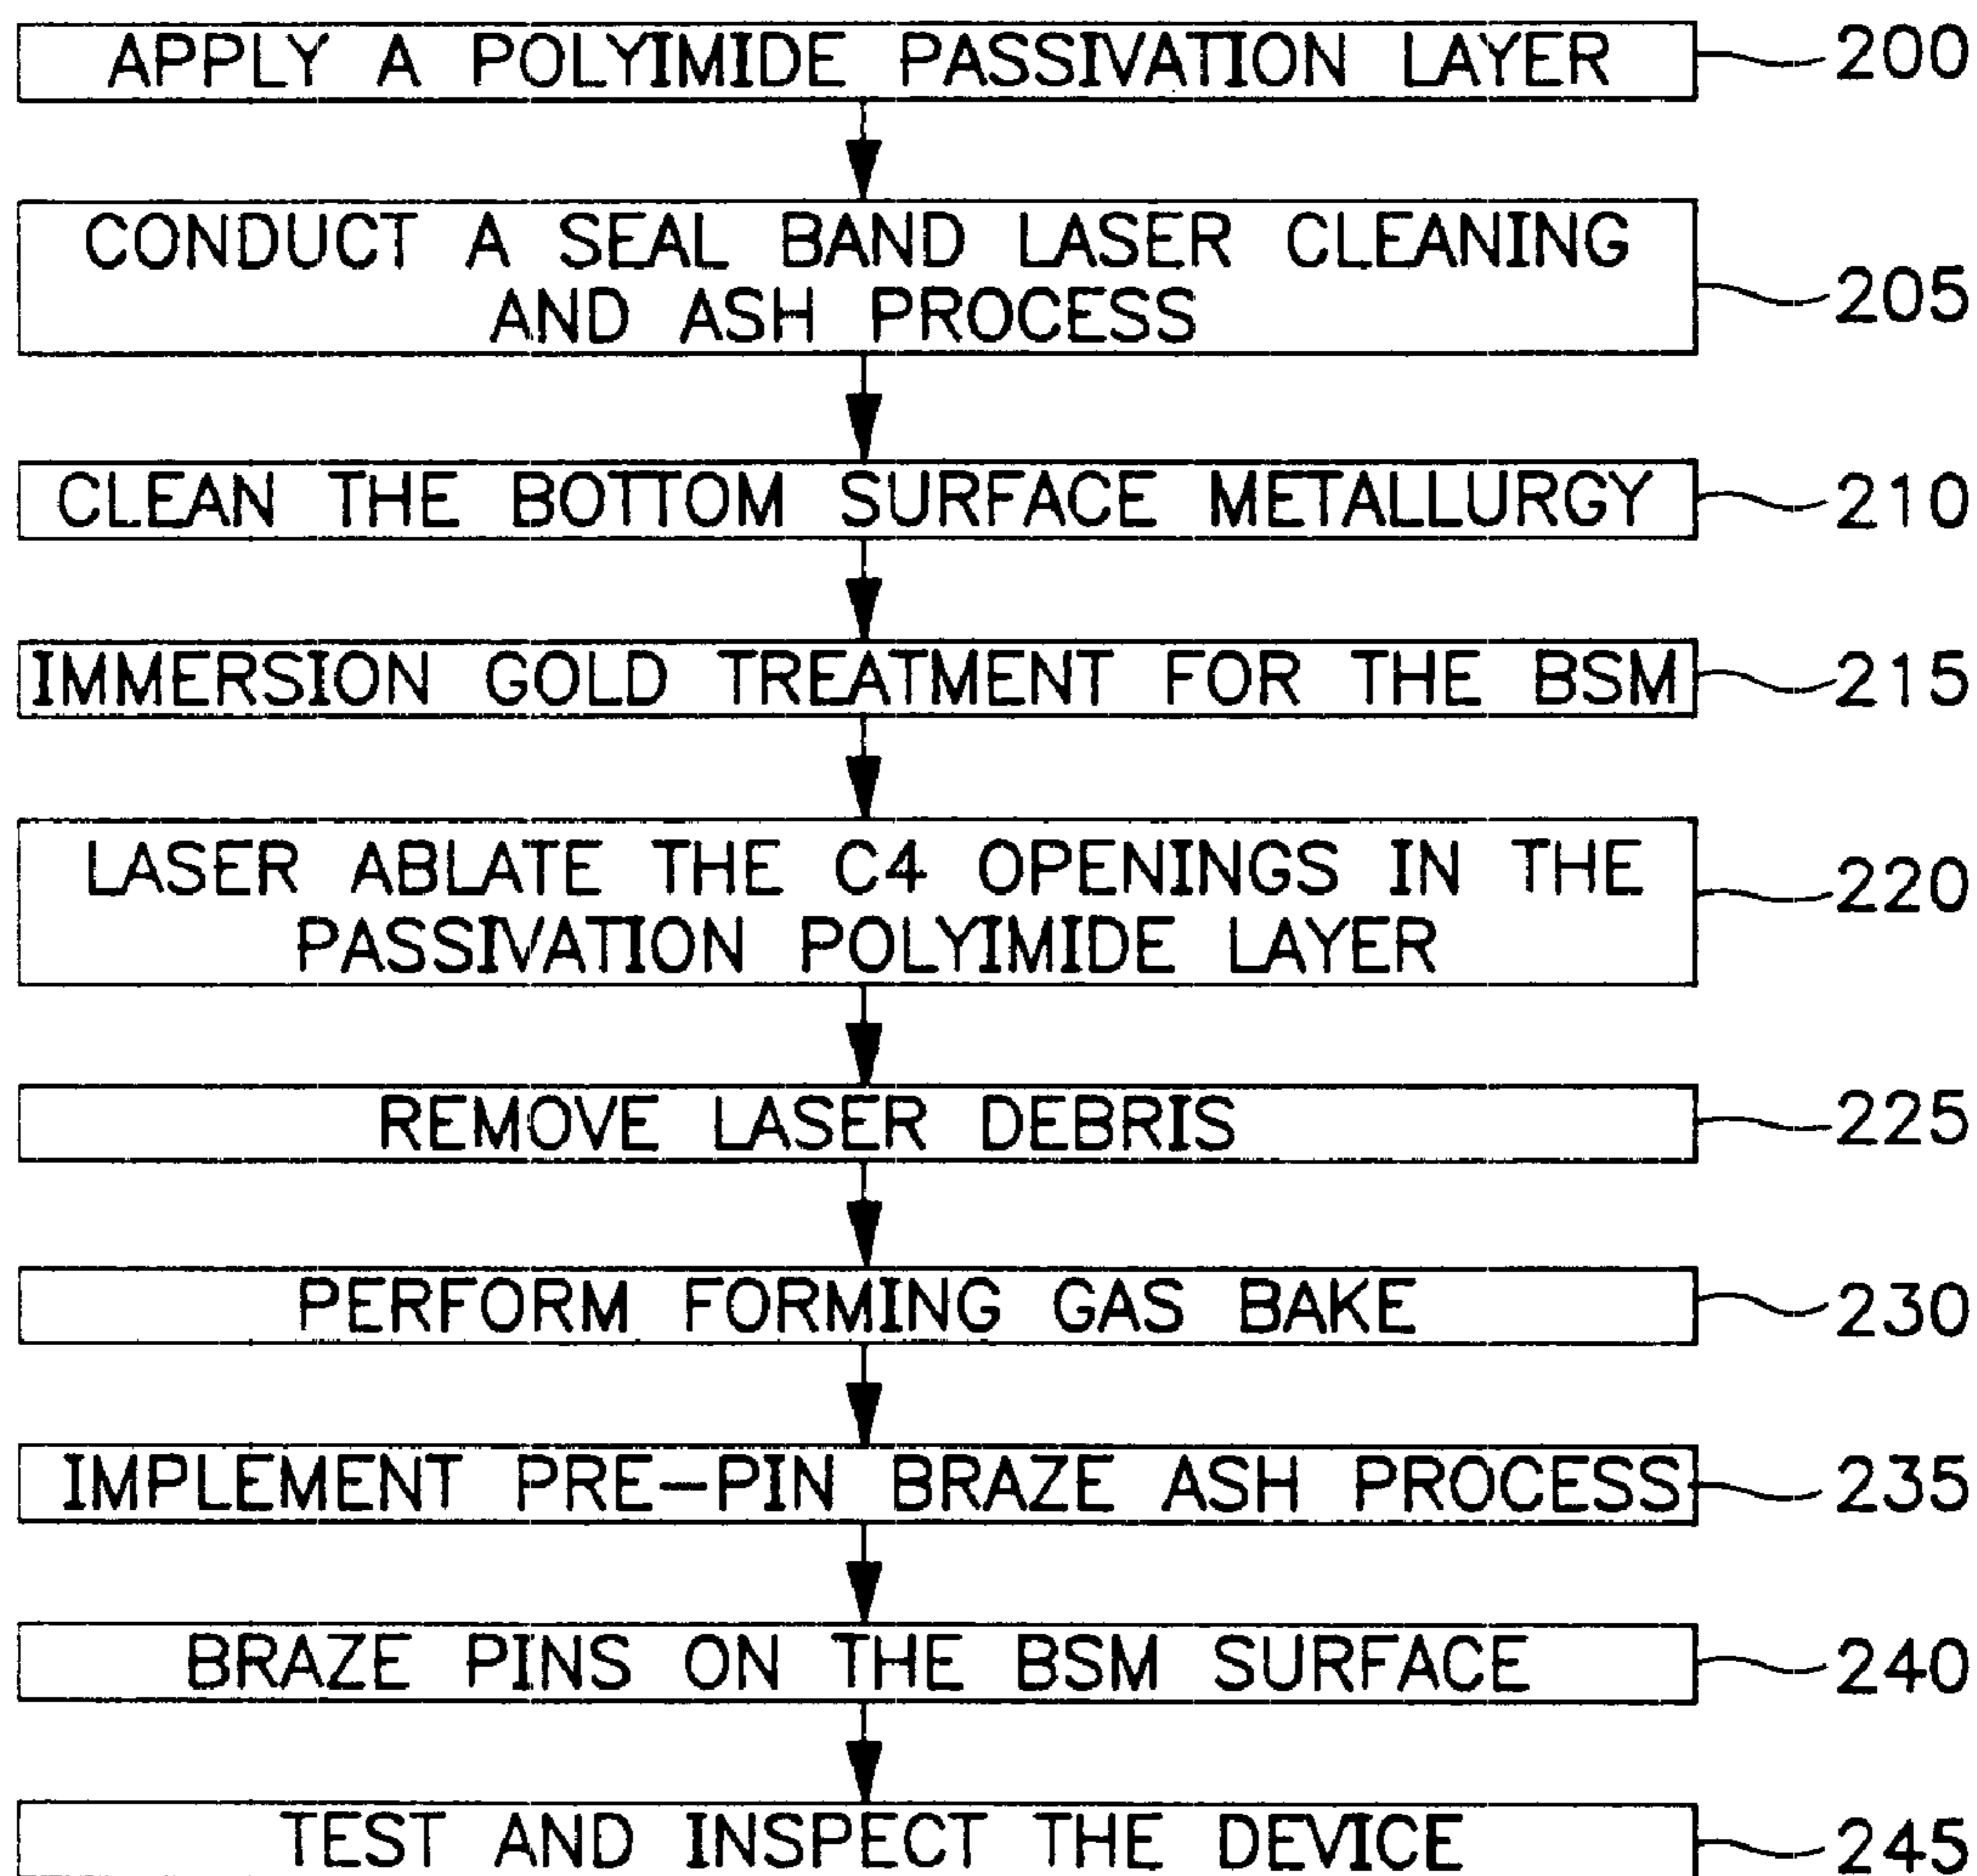 APPLY A POLYIMIDE PASSIVATION LAYER 200
CONDUCT A SEAL BAND LASER CLEANING
AND ASH PROCESS 205
CLEAN THE BOTTOM SURFACE METALLURGY 210
IMMERSION GOLD TREATMENT FOR THE BSM 215
LASER ABLATE THE C4 OPENINGS IN THE
PASSIVATION POLYIMIDE LAYER 220
REMOVE LASER DEBRIS 225
PERFORM FORMING GAS BAKE 230
IMPLEMENT PRE-PIN BRAZE ASH PROCESS 235
BRAZE PINS ON THE BSM SURFACE 240
TEST AND INSPECT THE DEVICE 245